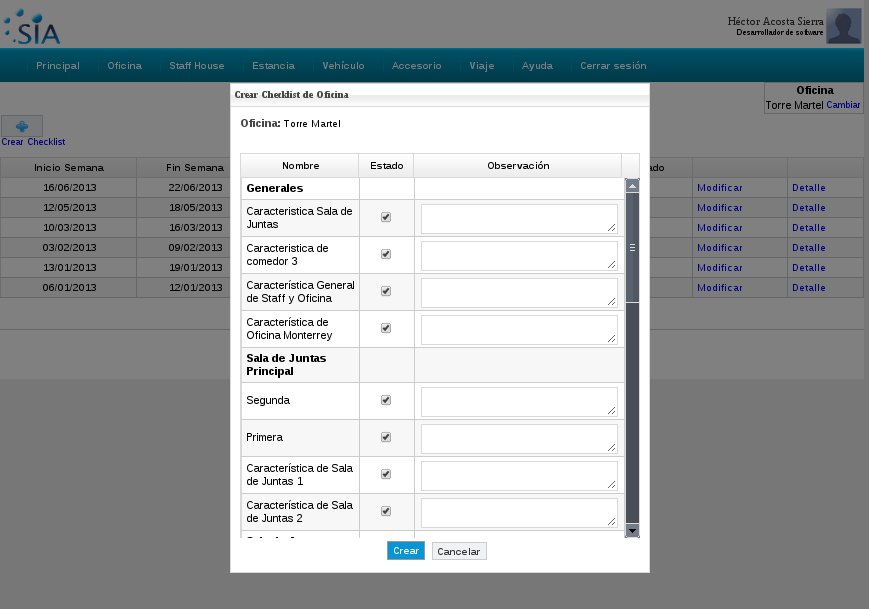 SIA
Héctor Acosta Sierra
Desarrollador de software
Principal Oficina Staff House Estancia Vehículo Accesorio Viaje Ayuda Cerrar sesión
Oficina
Torre Martel Cambiar
Crear Checklist
Inicio Semana Fin Semana
16/06/2013 22/06/2013 Modificar Detalle
12/05/2013 18/05/2013 Modificar Detalle
10/03/2013 16/03/2013 Modificar Detalle
03/02/2013 09/02/2013 Modificar Detalle
13/01/2013 19/01/2013 Modificar Detalle
06/01/2013 12/01/2013 Modificar Detalle
Crear Checklist de Oficina
Oficina: Torre Martel
Nombre Estado Observación
Generales
Caracteristica Sala de
Juntas
Caracteristica de
comedor 3
Característica General
de Staff y Oficina
Característica de
Oficina Monterrey
Sala de Juntas
Principal
Segunda
Primera
Característica de Sala
de Juntas 1
Característica de Sala
de Juntas 2
Crear Cancelar